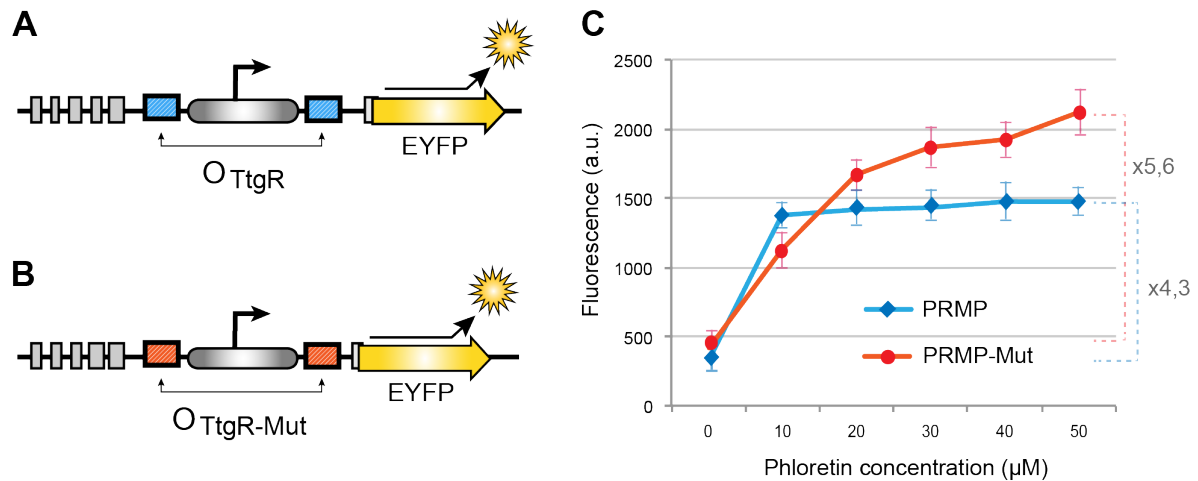 A
EYFP
O TtgR
B
EYFP
O TtgR-Mut
C
Fluorescence (a.u.)
2500
2000
1500
1000
500
0
0 10 20 30 40 50
Phloretin concentration (µM)
PRMP
PRMP-Mut
x5,6
x4,3